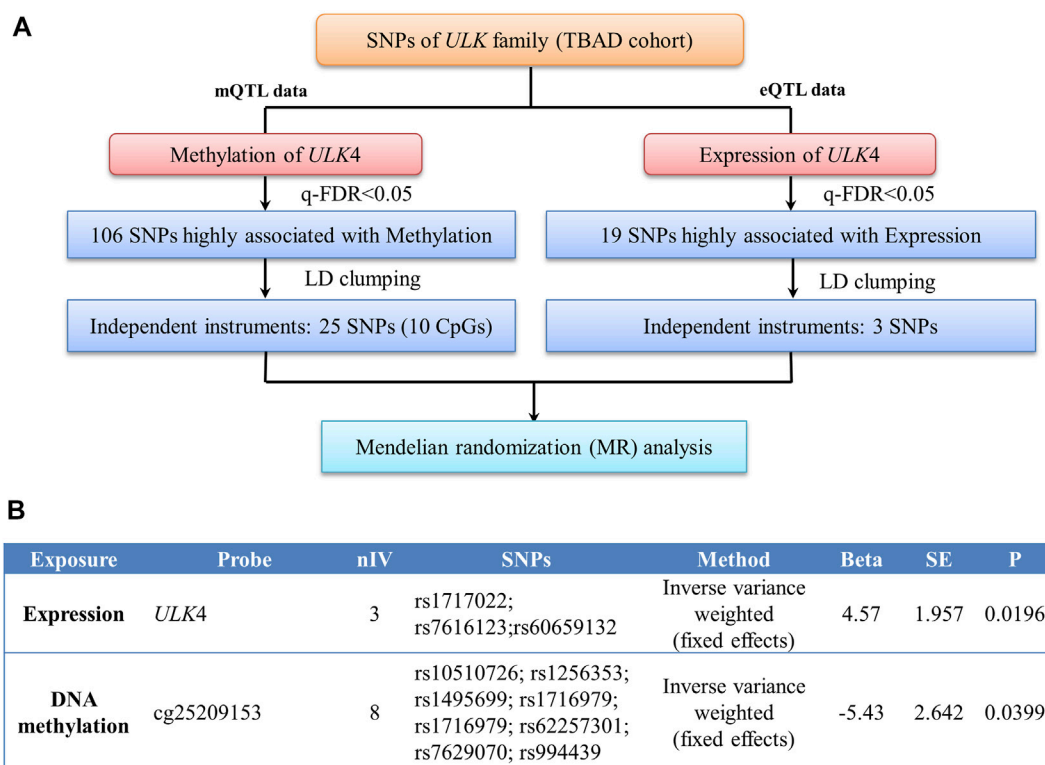 A
SNPs of ULK family (TBAD cohort)
mQTL data
eQTL data
Methylation of ULK4
Expression of ULK4
q-FDR<0.05
q-FDR<0.05
106 SNPs highly associated with Methylation
19 SNPs highly associated with Expression
LD clumping
LD clumping
Independent instruments: 25 SNPs (10 CpGs)
Independent instruments: 3 SNPs
Mendelian randomization (MR) analysis
B
Exposure Probe nIV SNPs Method Beta SE P
Expression
ULK4
3
rs1717022;
rs7616123;rs60659132
Inverse variance
weighted
(fixed effects)
4.57
1.957
0.0196
DNA
methylation
cg25209153
8
rs10510726; rs1256353;
rs1495699; rs1716979;
rs1716979; rs62257301;
rs7629070; rs994439
Inverse variance
weighted
(fixed effects)
-5.43
2.642
0.0399